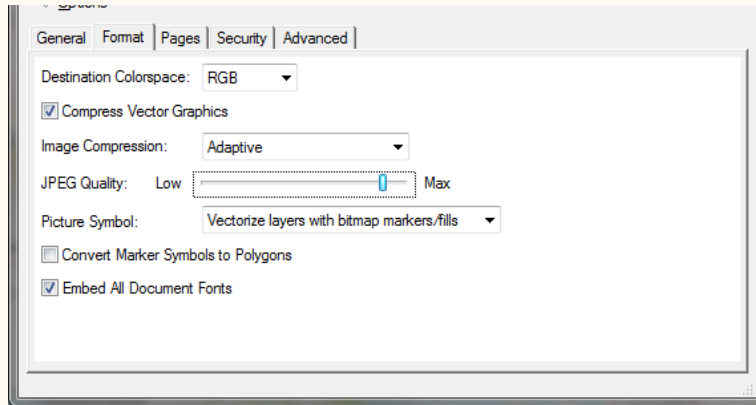 Options
General Format Pages Security Advanced
Destination Colorspace: RGB
Compress Vector Graphics
Image Compression: Adaptive
JPEG Quality: Low Max
Picture Symbol: Vectorize layers with bitmap markers/fills
Convert Marker Symbols to Polygons
Embed All Document Fonts